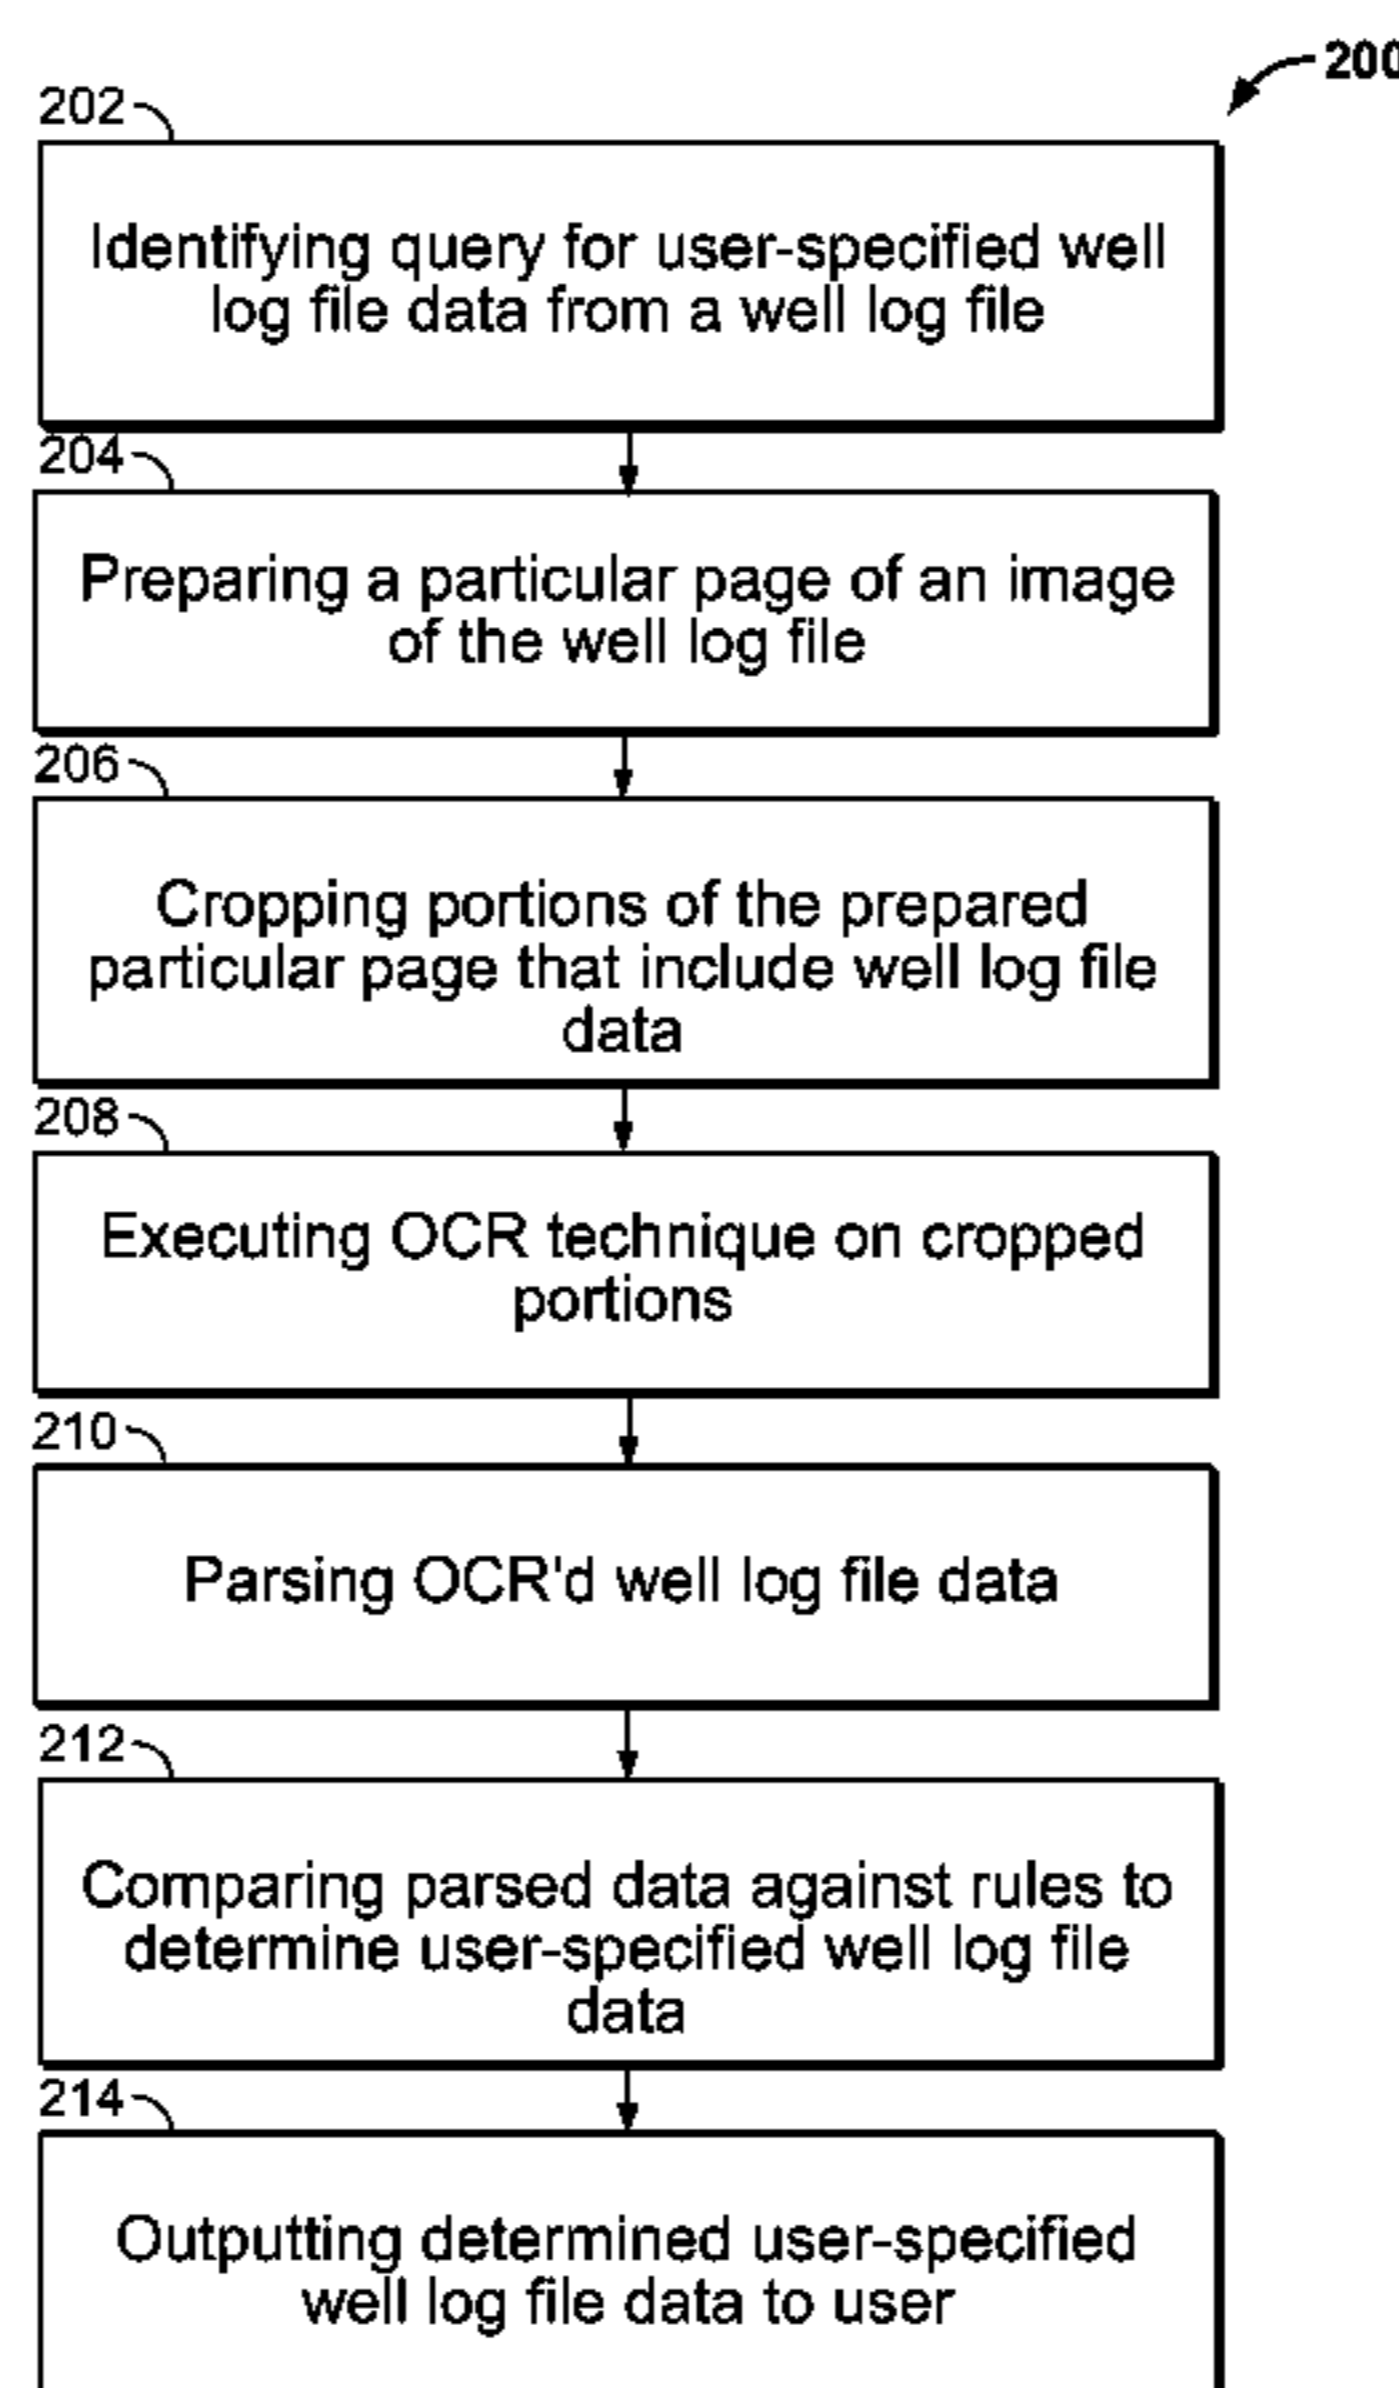 200
202
Identifying query for user-specified well
log file data from a well log file
204
Preparing a particular page of an image
of the well log file
206
Cropping portions of the prepared
particular page that include well log file
data
208
Executing OCR technique on cropped
portions
210
Parsing OCR'd well log file data
212
Comparing parsed data against rules to
determine user-specified well log file
data
214
Outputting determined user-specified
well log file data to user